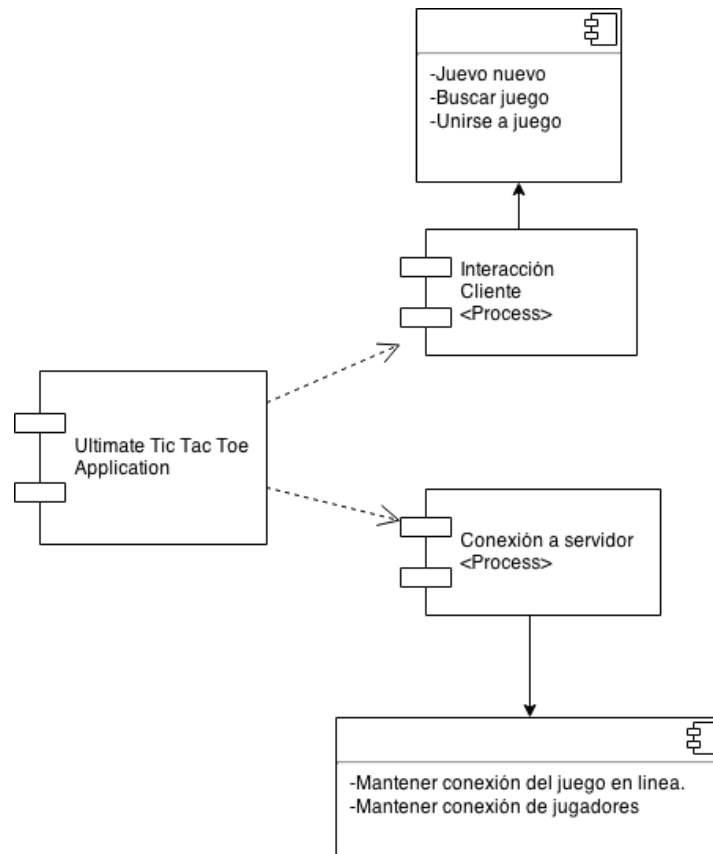 -Juevo nuevo
-Buscar juego
-Unirse a juego
Interacción
Cliente
<Process>
Ultimate Tic Tac Toe
Application
Conexión a servidor
<Process>
-Mantener conexión del juego en linea.
-Mantener conexión de jugadores